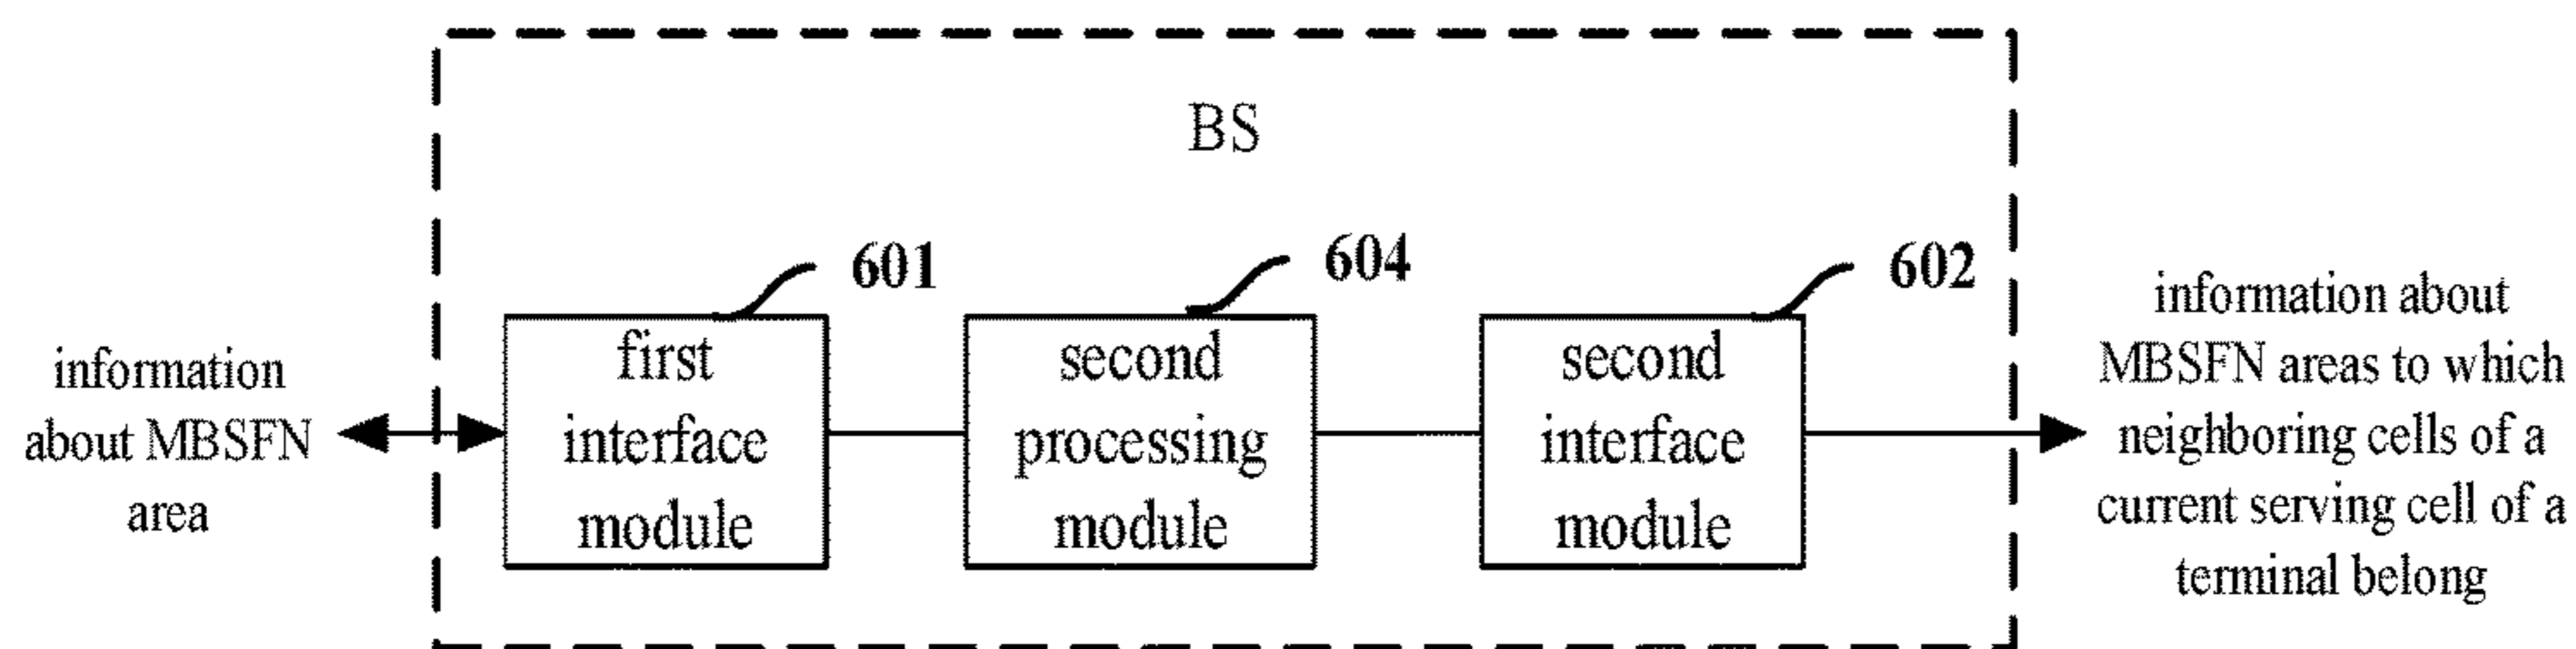 BS
information
about MBSFN
area
601
first
interface
module
604
second
processing
module
602
second
interface
module
information about
MBSFN areas to which
neighboring cells of a
current serving cell of a
terminal belong